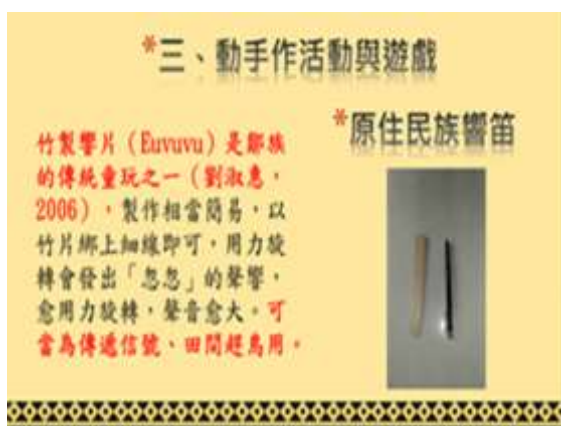 *三、動手作活動與遊戲
*原住民族響笛
竹製響片（Euvuvu）是鄒族
的傳統童玩之一（劉淑惠，
2006），製作相當簡易，以
竹片綁上細線即可，用力旋
轉會發出「忽忽」的聲響，
愈用力旋轉，聲音愈大。可
當為傳遞信號、田間趕鳥用。